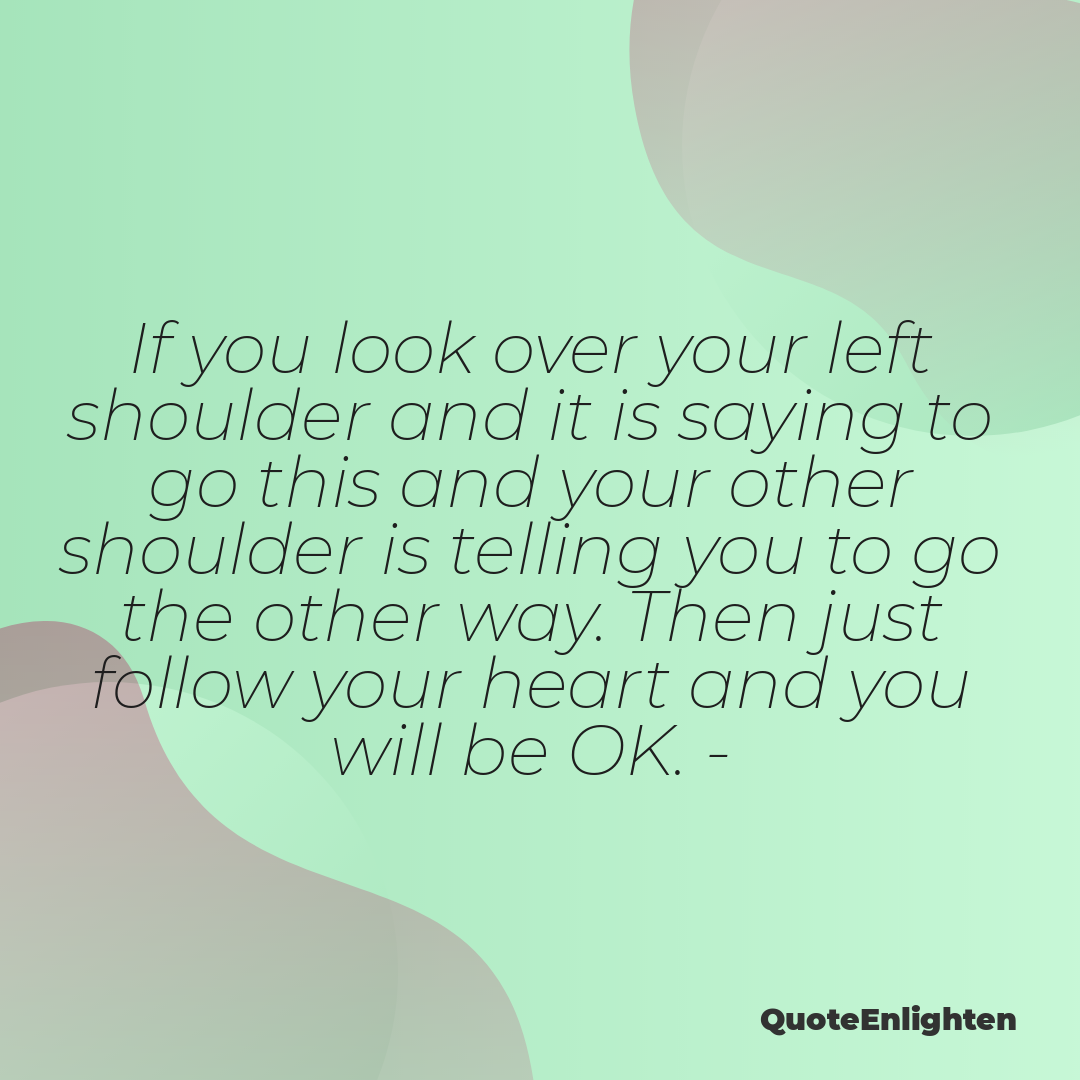 If you look over your left
shoulder and it is saying to
go this and your other
shoulder is telling you to go
the other way. Then just
follow your heart and you
will be OK. -
QuoteEnlighten